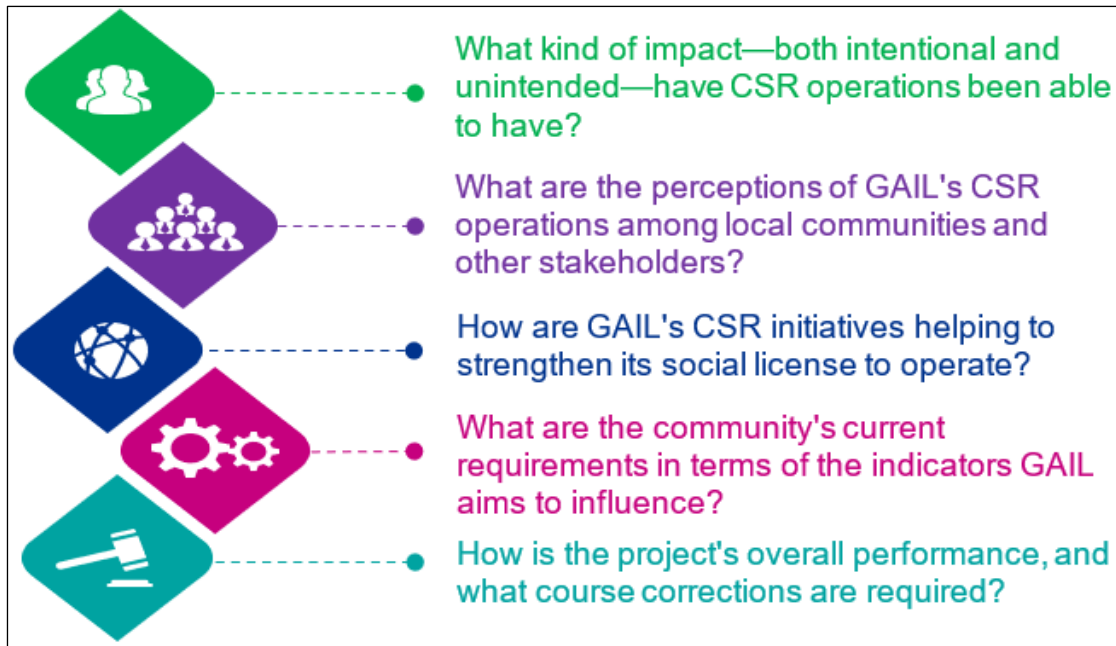 What kind of impact—both intentional and
unintended—have CSR operations been able
to have?
What are the perceptions of GAIL's CSR
operations among local communities and
other stakeholders?
How are GAIL's CSR initiatives helping to
strengthen its social license to operate?
What are the community's current
requirements in terms of the indicators GAIL
aims to influence?
How is the project's overall performance, and
what course corrections are required?